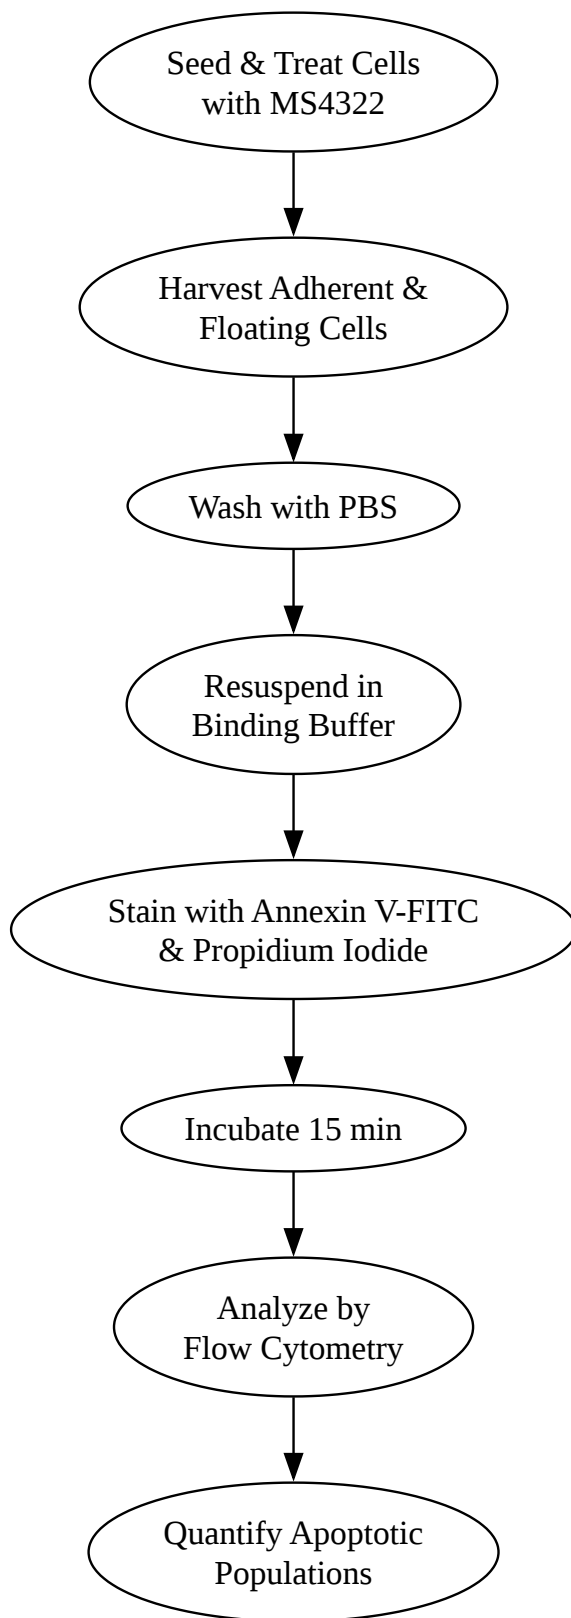 Seed & Treat Cells
with MS4322
Harvest Adherent &
Floating Cells
Wash with PBS
Resuspend in
Binding Buffer
Stain with Annexin V-FITC
& Propidium Iodide
Incubate 15 min
Analyze by
Flow Cytometry
Quantify Apoptotic
Populations